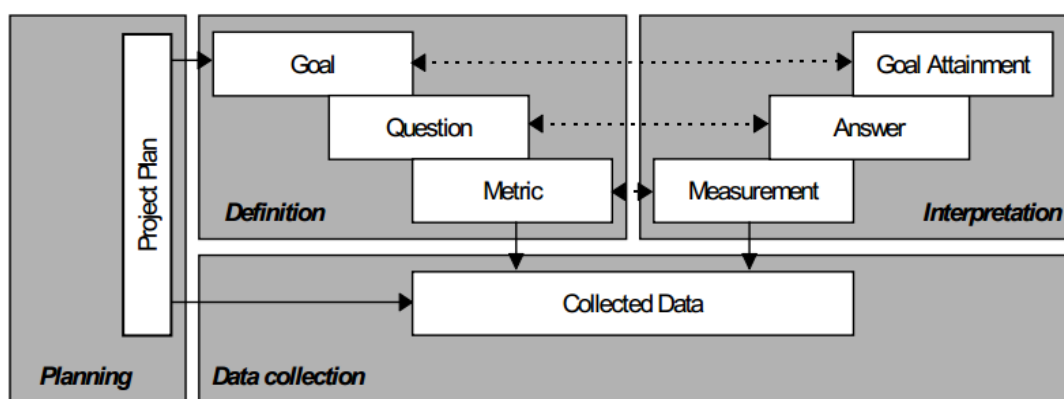 Project Plan
Goal
Goal Attainment
Question
Answer
Metric
Measurement
Definition
Interpretation
Collected Data
Planning
Data collection